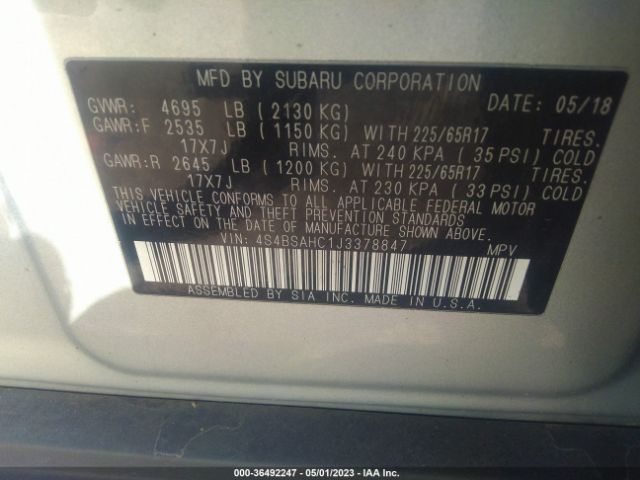 MFD BY SUBARU CORPORATION
GVWR: 4695 LB (2130 KG) DATE: 05/18
GAWR:F 2535 LB (1150 KG) WITH 225/65R17 TIRES.
17X7J RIMS. AT 240 KPA (35 PSI) COLD
GAWR:R 2645 LB (1200 KG) WITH 225/65R17 TIRES.
17X7J RIMS. AT 230 KPA (33 PSI) COLD
THIS VEHICLE CONFORMS TO ALL APPLICABLE FEDERAL MOTOR
VEHICLE SAFETY AND THEFT PREVENTION STANDARDS
IN EFFECT ON THE DATE OF MANUFACTURE SHOWN ABOVE.
VIN: 4S4BSAHC1J3378847 MPV
ASSEMBLED BY SIA INC. MADE IN U.S.A.
000-36492247 - 05/01/2023 - IAA Inc.